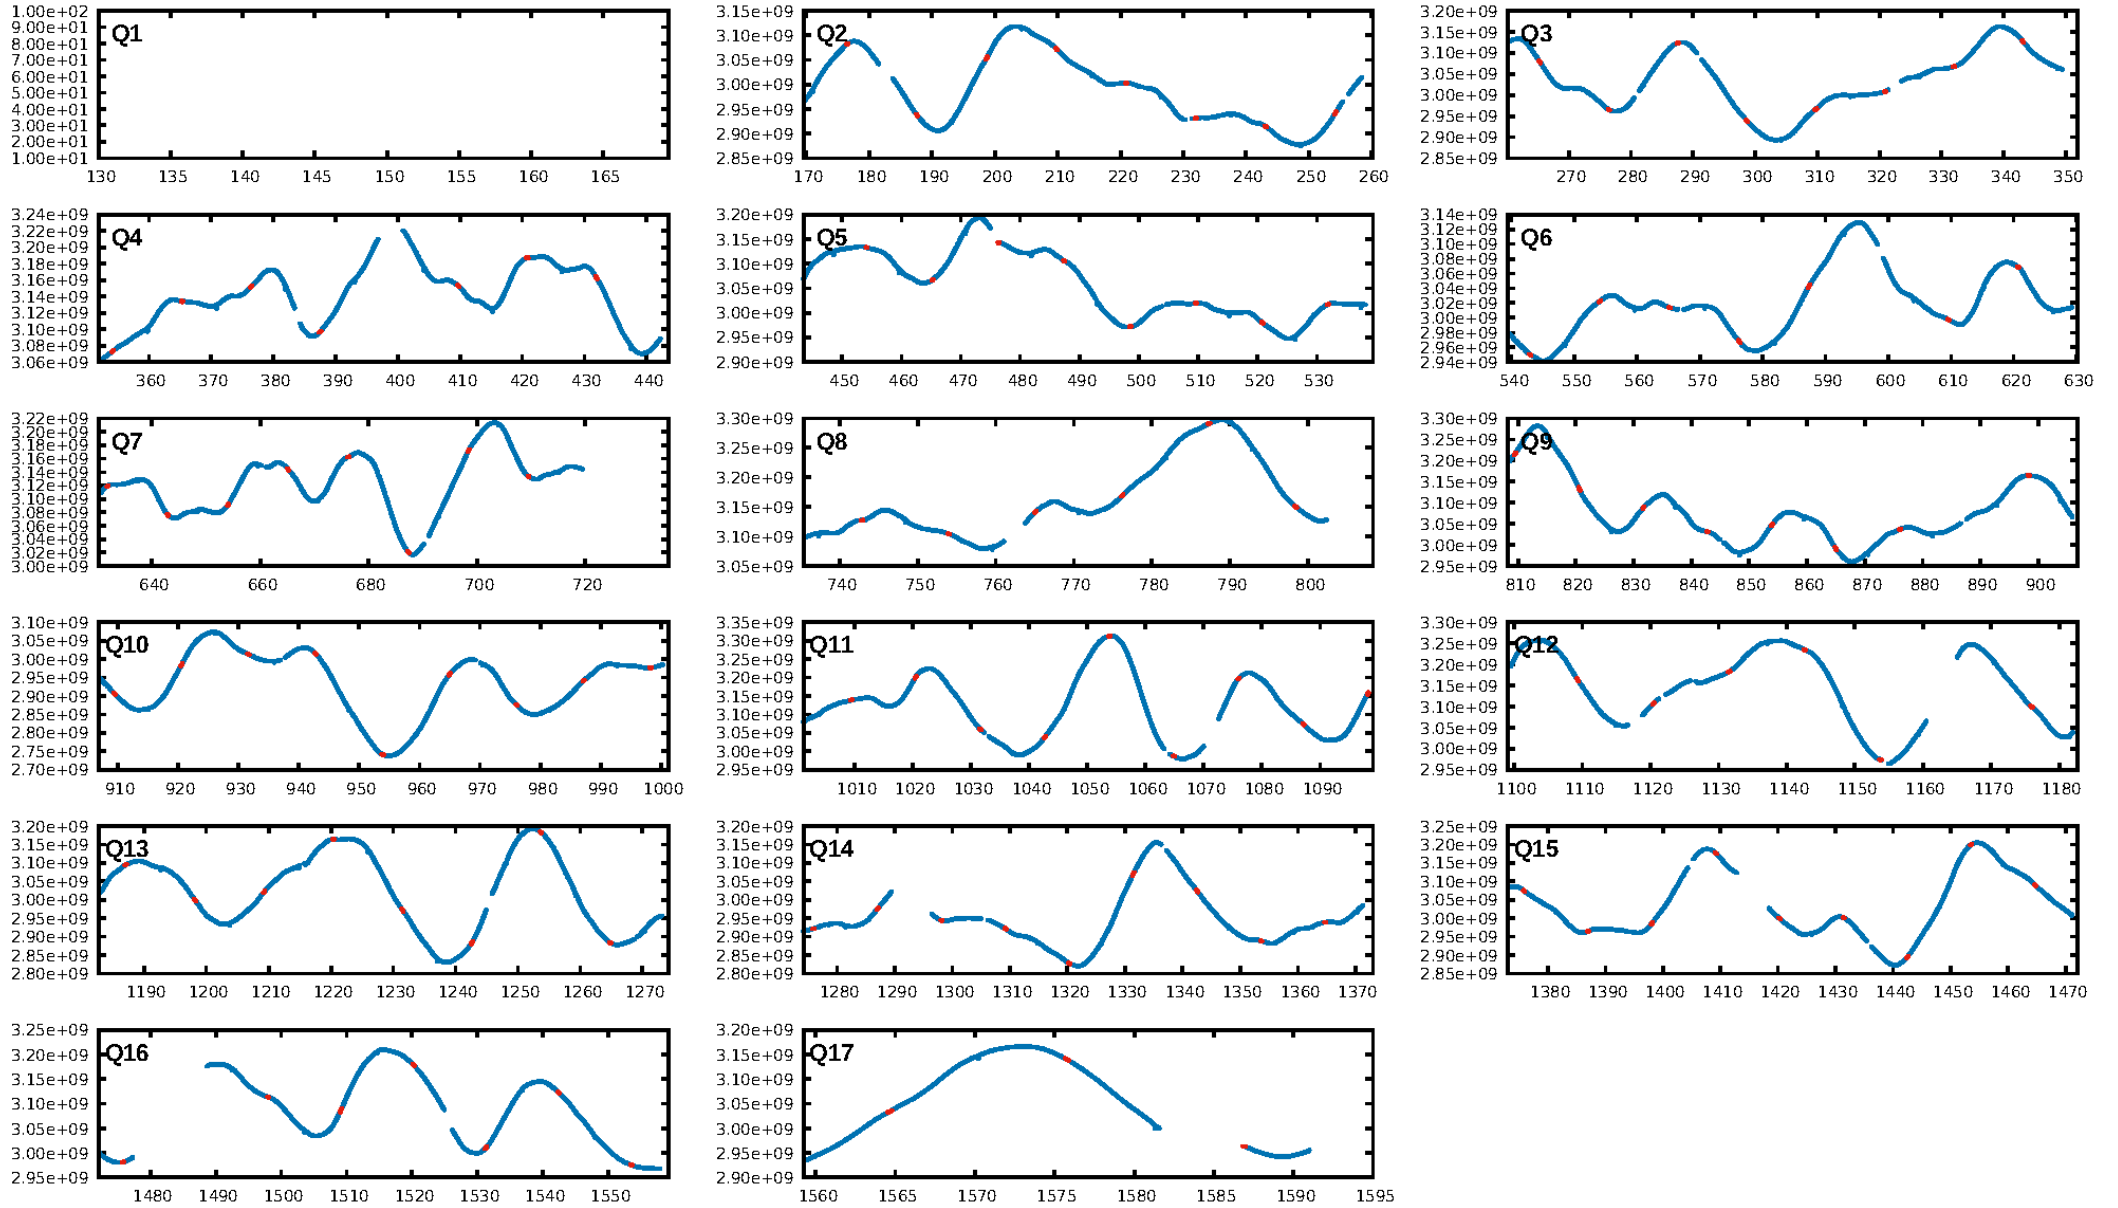 1.00e+02
9.00e+01
8.00e+01
7.00e+01
6.00e+01
5.00e+01
4.00e+01
3.00e+01
2.00e+01
1.00e+01
Q1
130 135 140 145 150 155 160 165
3.15e+09
3.10e+09
3.05e+09
3.00e+09
2.95e+09
2.90e+09
2.85e+09
Q2
170 180 190 200 210 220 230 240 250 260
3.20e+09
3.15e+09
3.10e+09
3.05e+09
3.00e+09
2.95e+09
2.90e+09
2.85e+09
Q3
270 280 290 300 310 320 330 340 350
3.24e+09
3.22e+09
3.20e+09
3.18e+09
3.16e+09
3.14e+09
3.12e+09
3.10e+09
3.08e+09
3.06e+09
Q4
360 370 380 390 400 410 420 430 440
3.20e+09
3.15e+09
3.10e+09
3.05e+09
3.00e+09
2.95e+09
2.90e+09
Q5
450 460 470 480 490 500 510 520 530
3.14e+09
3.12e+09
3.10e+09
3.08e+09
3.06e+09
3.04e+09
3.02e+09
3.00e+09
2.98e+09
2.96e+09
2.94e+09
Q6
540 550 560 570 580 590 600 610 620 630
3.22e+09
3.20e+09
3.18e+09
3.16e+09
3.14e+09
3.12e+09
3.10e+09
3.08e+09
3.06e+09
3.04e+09
3.02e+09
3.00e+09
Q7
640 660 680 700 720
3.30e+09
3.25e+09
3.20e+09
3.15e+09
3.10e+09
3.05e+09
Q8
740 750 760 770 780 790 800
3.30e+09
3.25e+09
3.20e+09
3.15e+09
3.10e+09
3.05e+09
3.00e+09
2.95e+09
Q9
810 820 830 840 850 860 870 880 890 900
3.10e+09
3.05e+09
3.00e+09
2.95e+09
2.90e+09
2.85e+09
2.80e+09
2.75e+09
2.70e+09
Q10
910 920 930 940 950 960 970 980 990 1000
3.35e+09
3.30e+09
3.25e+09
3.20e+09
3.15e+09
3.10e+09
3.05e+09
3.00e+09
2.95e+09
Q11
1010 1020 1030 1040 1050 1060 1070 1080 1090
3.30e+09
3.25e+09
3.20e+09
3.15e+09
3.10e+09
3.05e+09
3.00e+09
2.95e+09
Q12
1100 1110 1120 1130 1140 1150 1160 1170 1180
3.20e+09
3.15e+09
3.10e+09
3.05e+09
3.00e+09
2.95e+09
2.90e+09
2.85e+09
2.80e+09
Q13
1190 1200 1210 1220 1230 1240 1250 1260 1270
3.20e+09
3.15e+09
3.10e+09
3.05e+09
3.00e+09
2.95e+09
2.90e+09
2.85e+09
2.80e+09
Q14
1280 1290 1300 1310 1320 1330 1340 1350 1360 1370
3.25e+09
3.20e+09
3.15e+09
3.10e+09
3.05e+09
3.00e+09
2.95e+09
2.90e+09
2.85e+09
Q15
1380 1390 1400 1410 1420 1430 1440 1450 1460 1470
3.25e+09
3.20e+09
3.15e+09
3.10e+09
3.05e+09
3.00e+09
2.95e+09
Q16
1480 1490 1500 1510 1520 1530 1540 1550
3.20e+09
3.15e+09
3.10e+09
3.05e+09
3.00e+09
2.95e+09
2.90e+09
Q17
1560 1565 1570 1575 1580 1585 1590 1595